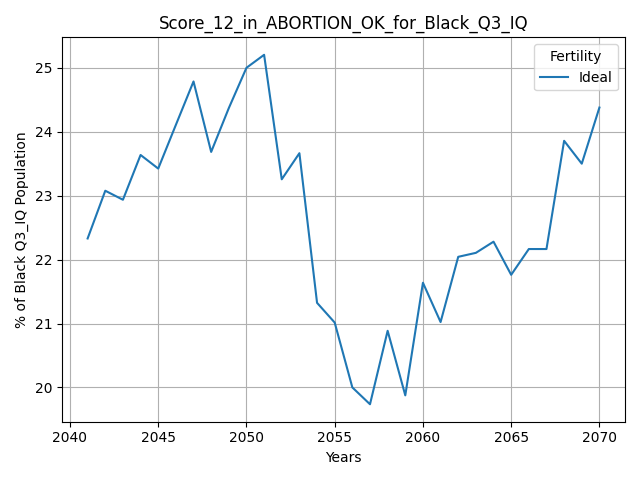 Score_12_in_ABORTION_OK_for_Black_Q3_IQ
Fertility
Ideal
% of Black Q3_IQ Population
25
24
23
22
21
20
2040
2045
2050
2055
2060
2065
2070
Years